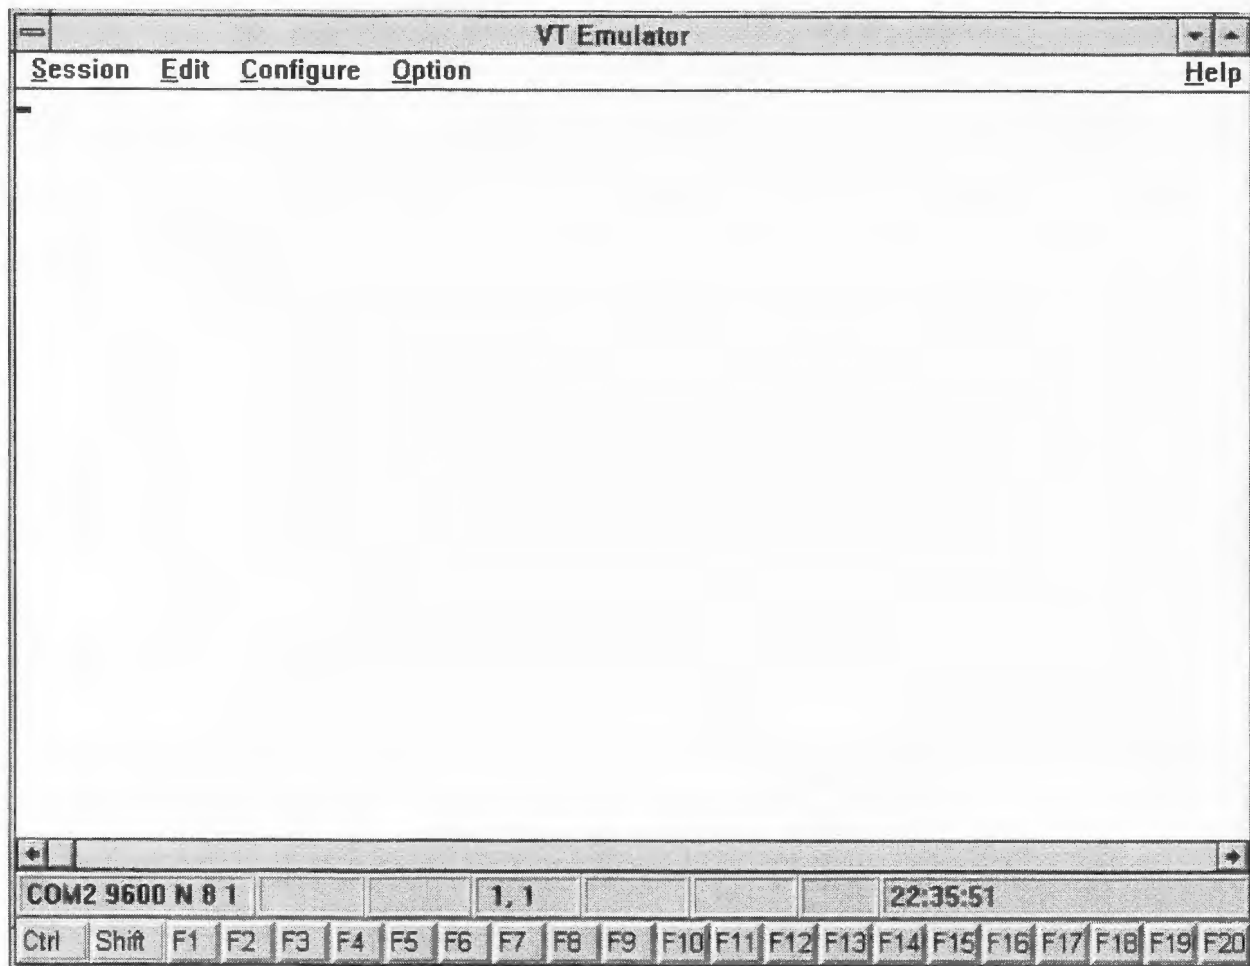 VT Emulator
Session Edit Configure Option Help
COM2 9600 N 8 1 1, 1 22:35:51
Ctrl Shift F1 F2 F3 F4 F5 F6 F7 F8 F9 F10 F11 F12 F13 F14 F15 F16 F17 F18 F19 F20